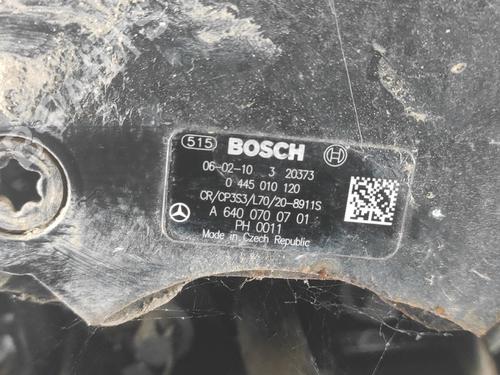 515 BOSCH
06-02-10 3 20373
0 445 010 120
CR/CP3S3/L70/20-8911S
A 640 070 07 01
PH 0011
Made in Czech Republic